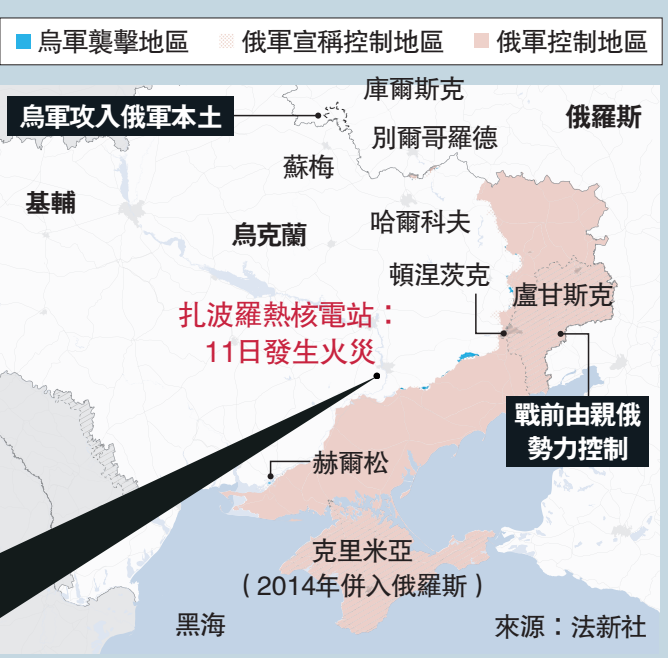 烏軍襲擊地區 俄軍宣稱控制地區 俄軍控制地區
庫爾斯克
烏軍攻入俄軍本土
俄羅斯
別爾哥羅德
蘇梅
基輔
哈爾科夫
烏克蘭
頓涅茨克
盧甘斯克
扎波羅熱核電站：
11日發生火災
戰前由親俄
勢力控制
赫爾松
克里米亞
（2014年併入俄羅斯）
黑海
來源：法新社